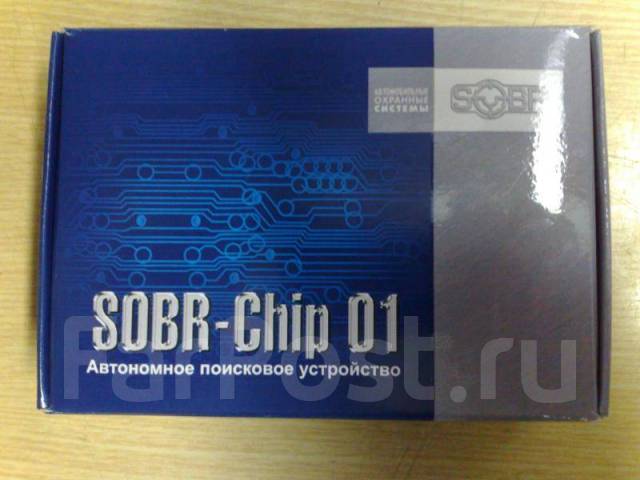 АВТОМОБИЛЬНЫЕ
ОХРАННЫЕ
СИСТЕМЫ
SOBR
SOBR-Chip 01
Автономное поисковое устройство
FarPost.ru